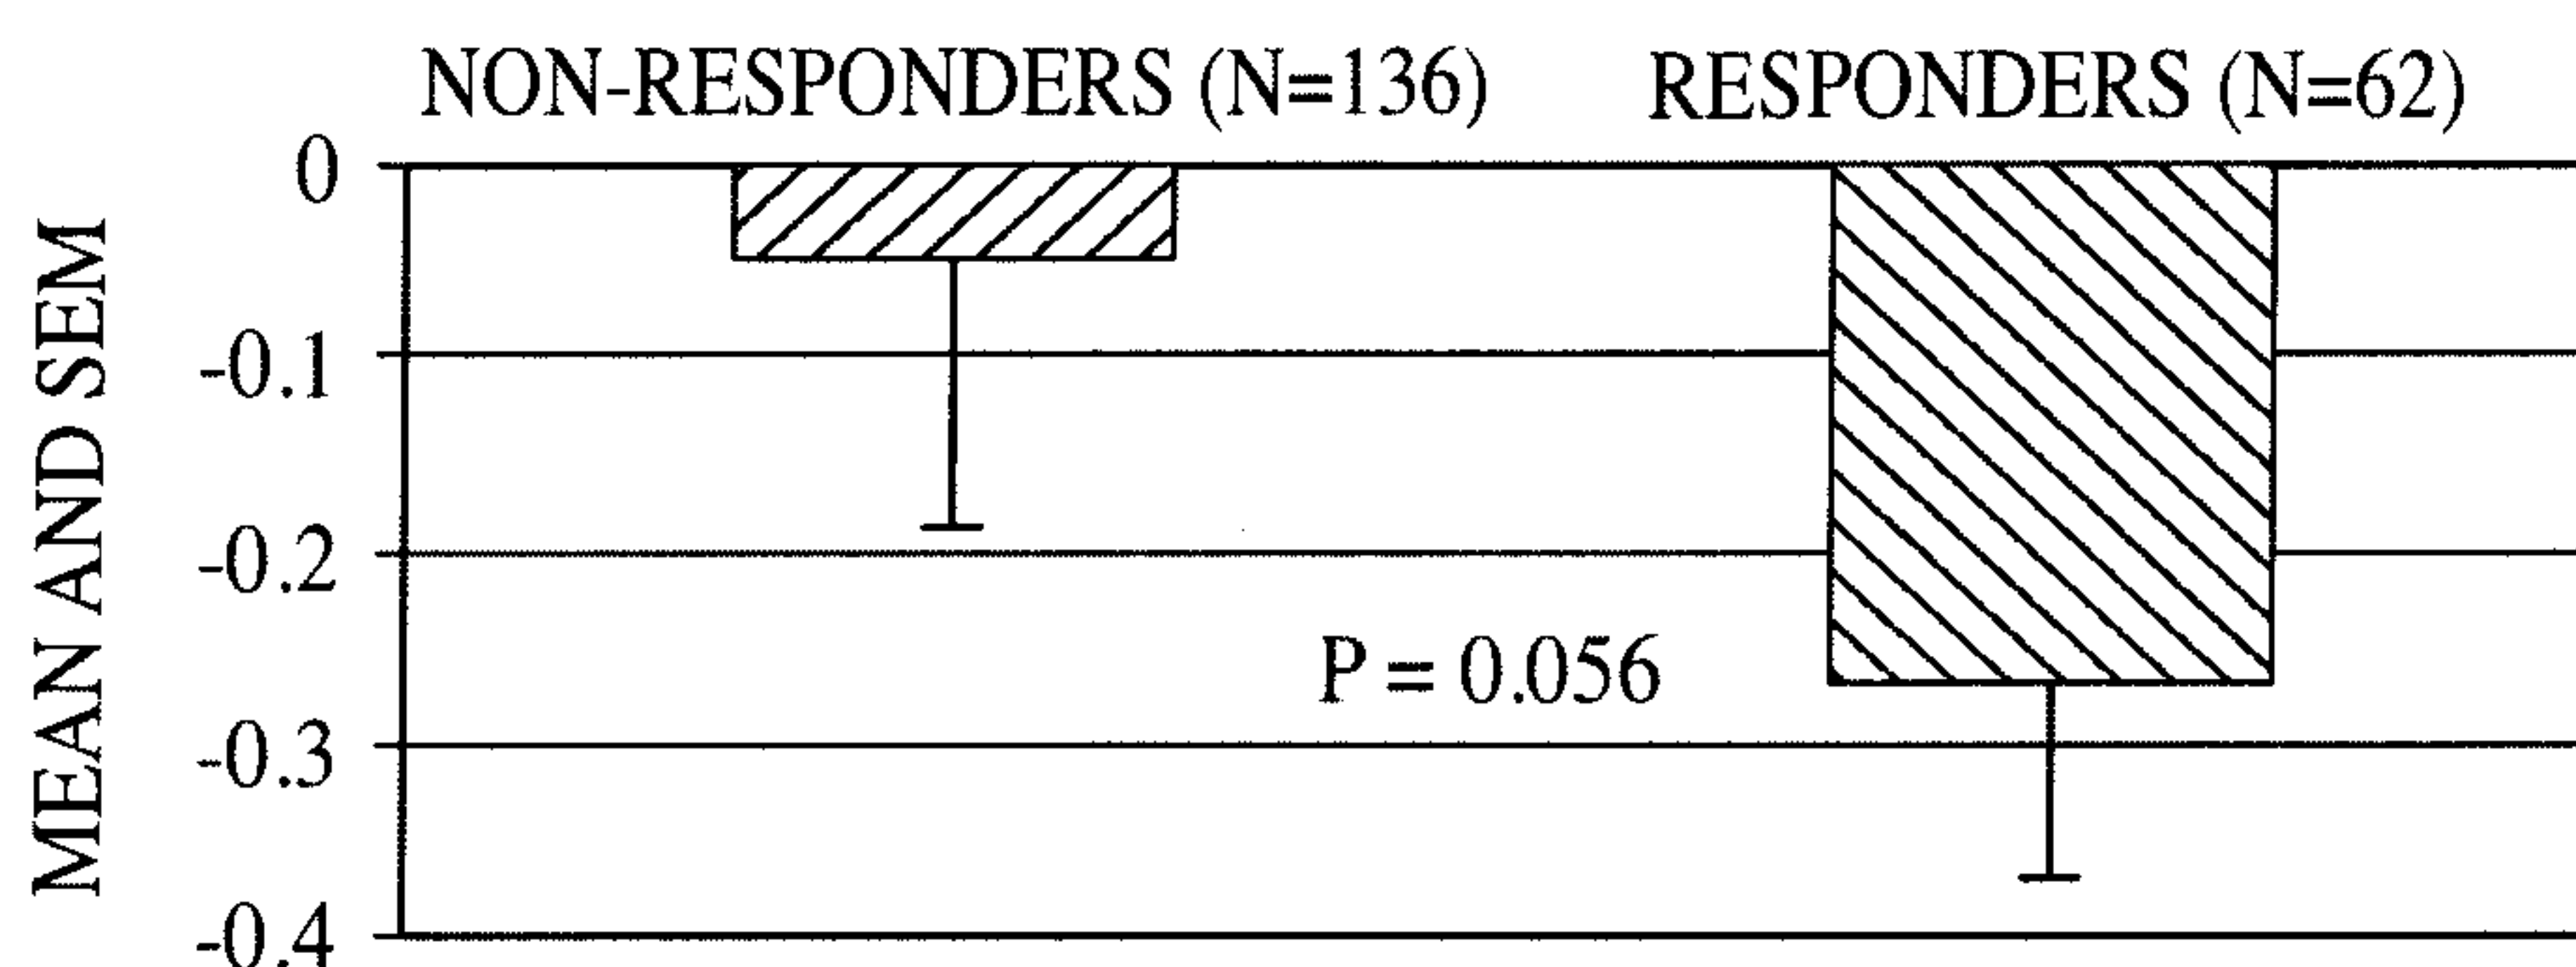 NON-RESPONDERS (N=136) RESPONDERS (N=62)
0
-0.1
-0.2
-0.3
-0.4
MEAN AND SEM
P = 0.056